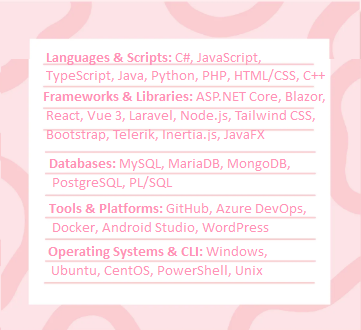 Languages & Scripts: C#, JavaScript,
TypeScript, Java, Python, PHP, HTML/CSS, C++
Frameworks & Libraries: ASP.NET Core, Blazor,
React, Vue 3, Laravel, Node.js, Tailwind CSS,
Bootstrap, Telerik, Inertia.js, JavaFX
Databases: MySQL, MariaDB, MongoDB,
PostgreSQL, PL/SQL
Tools & Platforms: GitHub, Azure DevOps,
Docker, Android Studio, WordPress
Operating Systems & CLI: Windows,
Ubuntu, CentOS, PowerShell, Unix